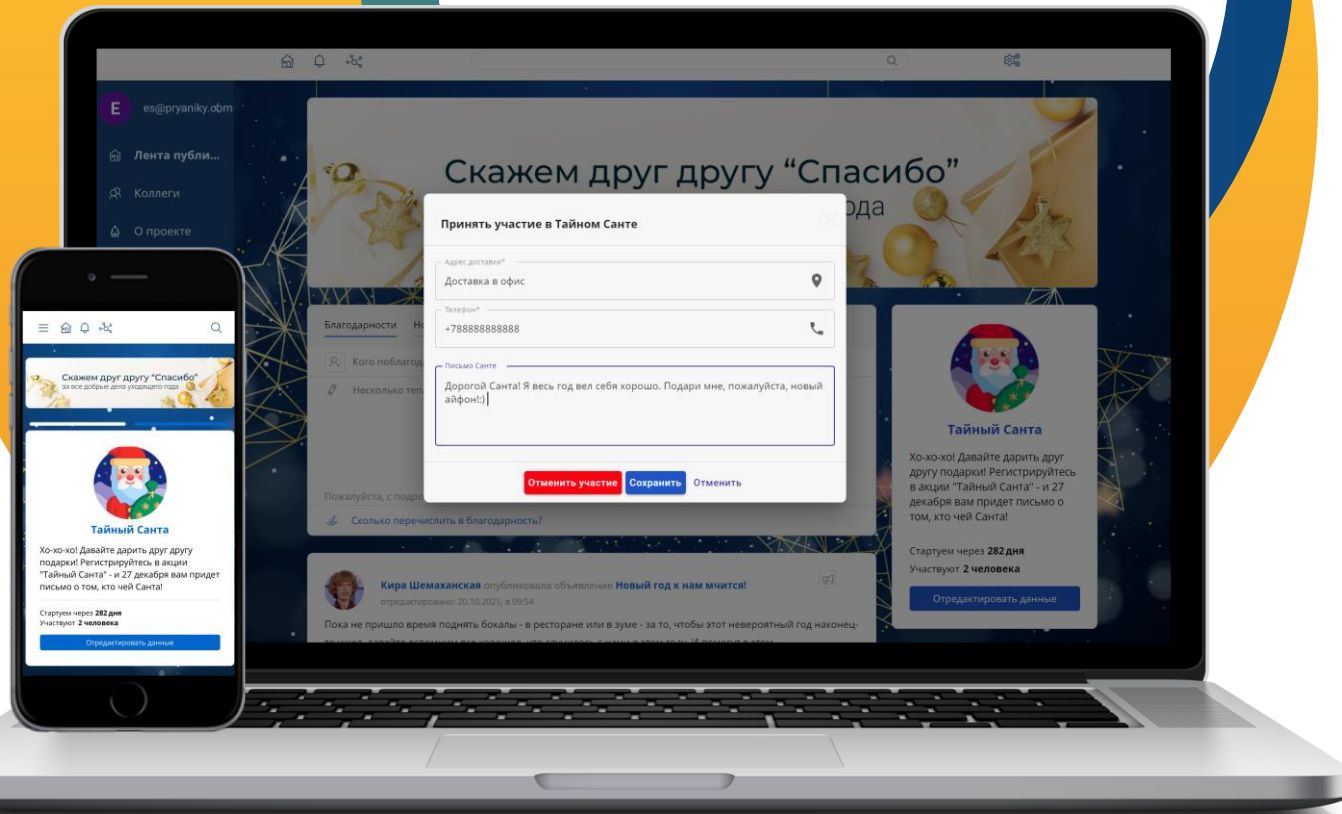 E
es@pryaniky.com
Лента публи...
Коллеги
О проекте
Скажем друг другу “Спасибо”
ода
Принять участие в Тайном Санте
Адрес доставки*
Доставка в офис
Телефон*
+788888888888
Письмо Санте
Дорогой Санта! Я весь год вел себя хорошо. Подари мне, пожалуйста, новый
айфон!:)
Отменить участие Сохранить Отменить
Благодарности Но
Кого поблагода
Несколько теп
Пожалуйста, с подро
Сколько перечислить в благодарность?
Кира Шемаханская опубликовала объявление Новый год к нам мчится!
отредактировано: 20.10.2021, в 09:54
Пока не пришло время поднять бокалы - в ресторане или в зуме - за то, чтобы этот невероятный год наконец-
Тайный Санта
Хо-хо-хо! Давайте дарить друг
другу подарки! Регистрируйтесь
в акции "Тайный Санта" - и 27
декабря вам придет письмо о
том, кто чей Санта!
Стартуем через 282 дня
Участвуют 2 человека
Отредактировать данные
Скажем друг другу “Спасибо”
за все добрые дела уходящего года
Тайный Санта
Хо-хо-хо! Давайте дарить друг другу
подарки! Регистрируйтесь в акции
"Тайный Санта" - и 27 декабря вам придет
письмо о том, кто чей Санта!
Стартуем через 282 дня
Участвуют 2 человека
Отредактировать данные